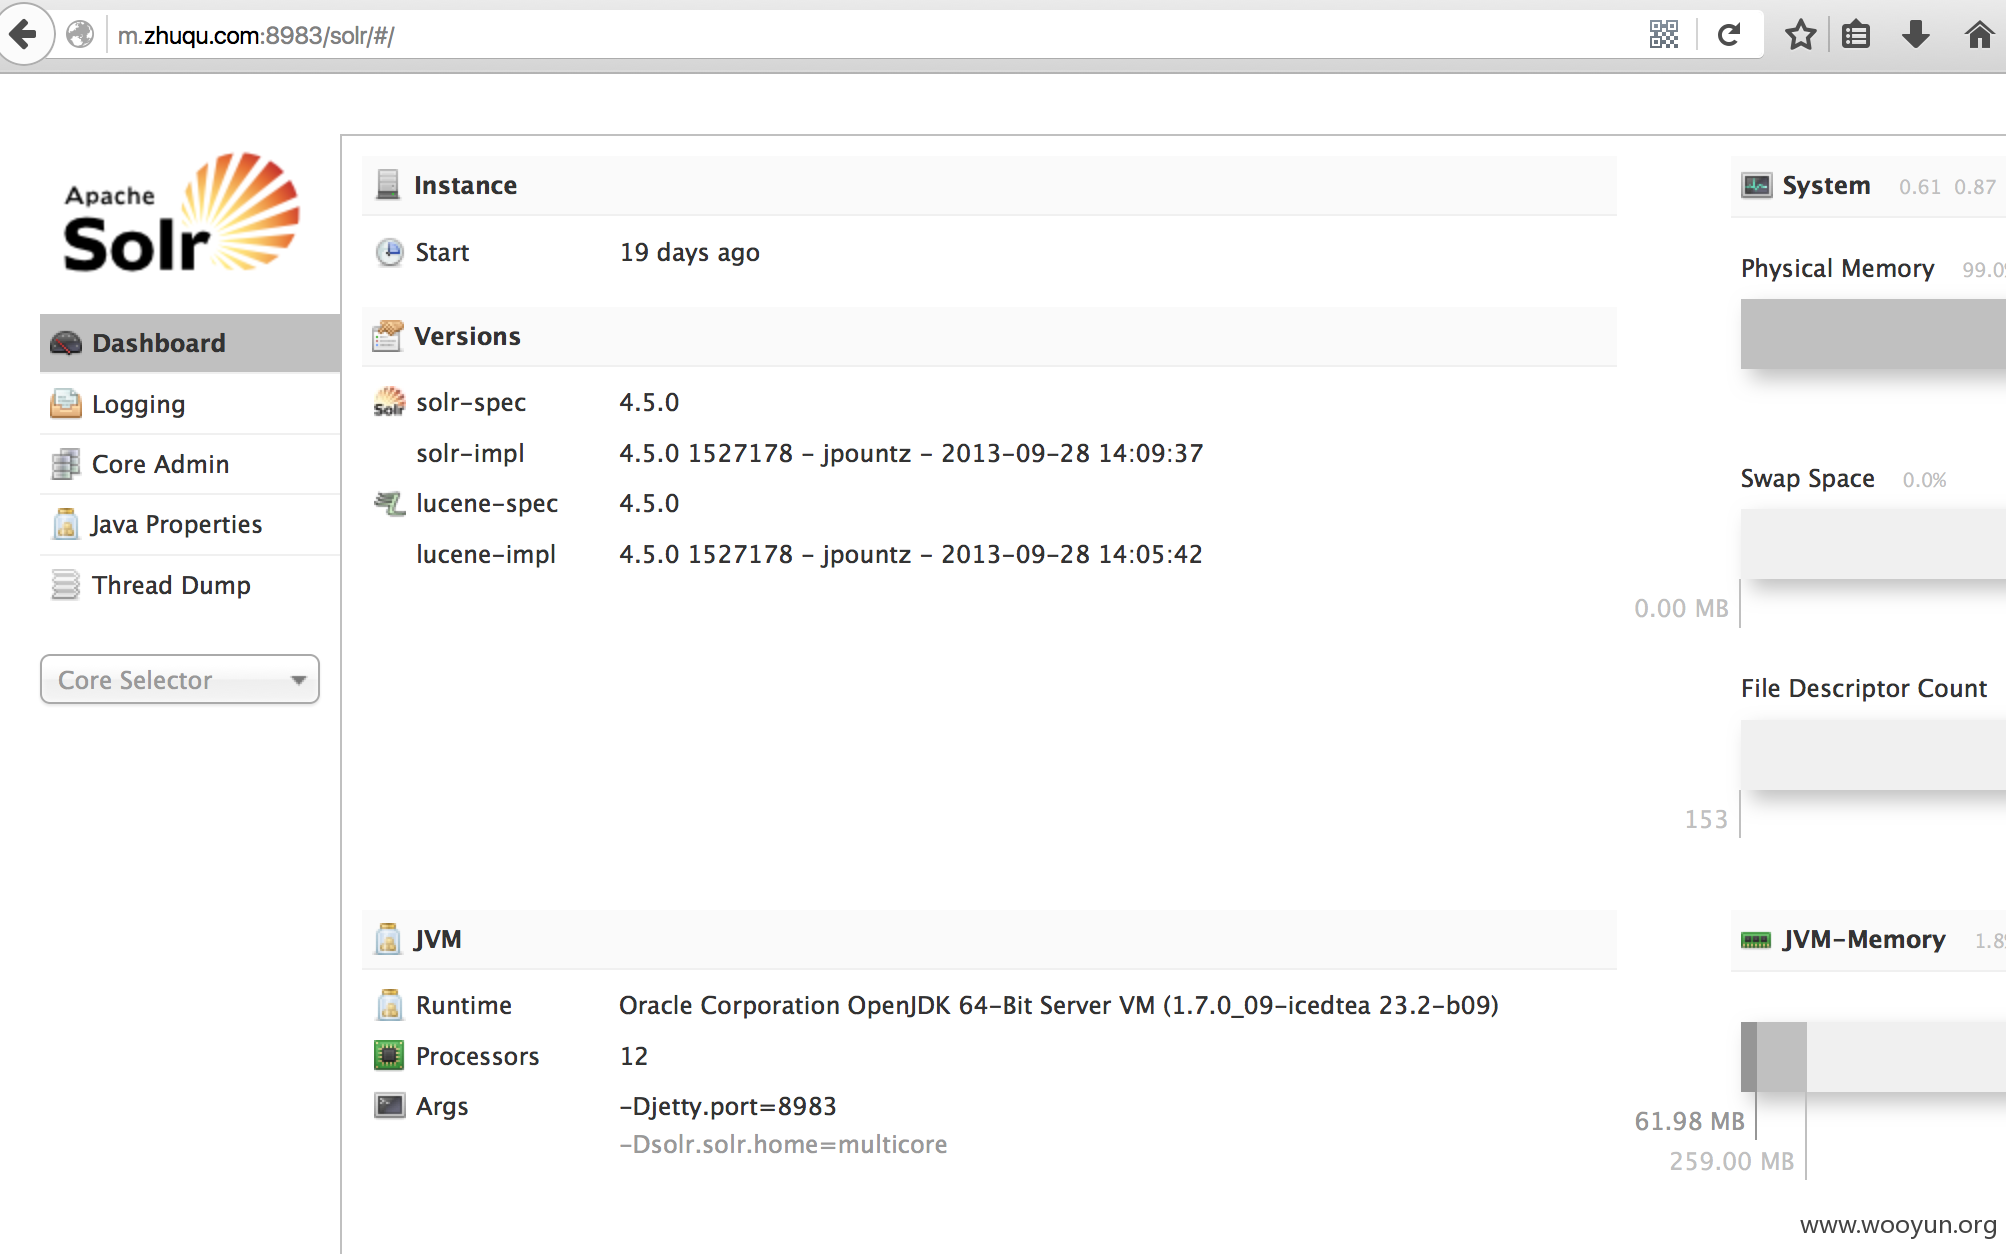 m.zhuqu.com:8983/solr/#/
Apache
Solr
Dashboard
Logging
Core Admin
Java Properties
Thread Dump
Core Selector
Instance
Start 19 days ago
Versions
Solr solr-spec 4.5.0
solr-impl 4.5.0 1527178 - jpountz - 2013-09-28 14:09:37
lucene-spec 4.5.0
lucene-impl 4.5.0 1527178 - jpountz - 2013-09-28 14:05:42
JVM
Runtime Oracle Corporation OpenJDK 64-Bit Server VM (1.7.0_09-icedtea 23.2-b09)
Processors 12
Args -Djetty.port=8983
-Dsolr.solr.home=multicore
System 0.61 0.87
Physical Memory 99.0%
Swap Space 0.0%
0.00 MB
File Descriptor Count
153
JVM-Memory 1.8%
61.98 MB
259.00 MB
www.wooyun.org